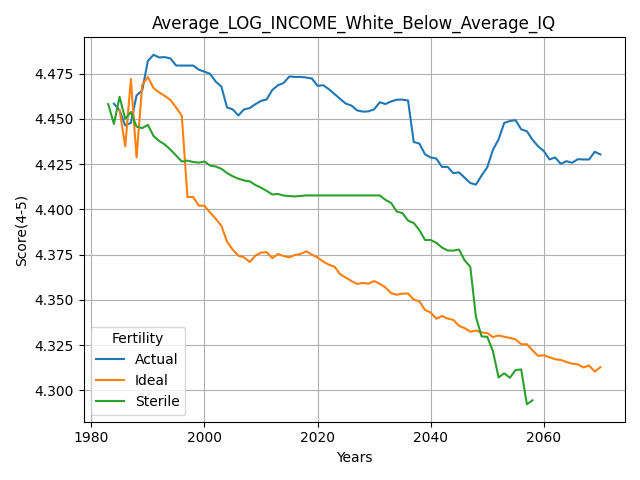 Average_LOG_INCOME_White_Below_Average_IQ
Score(4-5)
4.475
4.450
4.425
4.400
4.375
4.350
4.325
4.300
Fertility
Actual
Ideal
Sterile
1980
2000
2020
2040
2060
Years